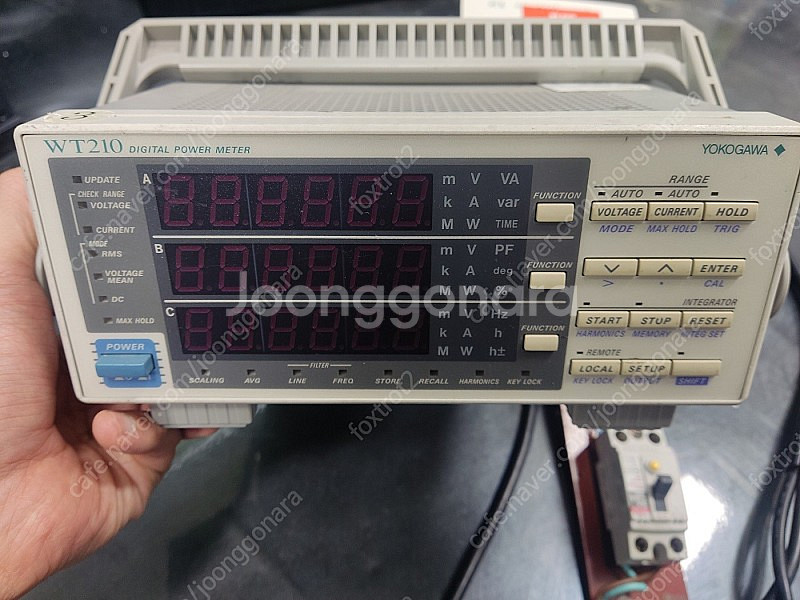 WT210 DIGITAL POWER METER
YOKOGAWA
UPDATE
CHECK RANGE
VOLTAGE
CURRENT
MODE
RMS
VOLTAGE
MEAN
DC
MAX HOLD
POWER
A
m V VA
k A var
M W TIME
B
m V PF
k A deg
M W %
C
m V Hz
k A h
M W h±
FUNCTION
FUNCTION
FUNCTION
RANGE
AUTO AUTO
VOLTAGE CURRENT HOLD
MODE MAX HOLD TRIG
ENTER
CAL
INTEGRATOR
START STOP RESET
HARMONICS MEMORY
REMOTE
LOCAL SETUP
KEY LOCK SHIFT
FILTER
SCALING AVG LINE FREQ STORE RECALL HARMONICS KEY LOCK
Joonggonara
cafe.naver.com/joonggonara
foxtrot2